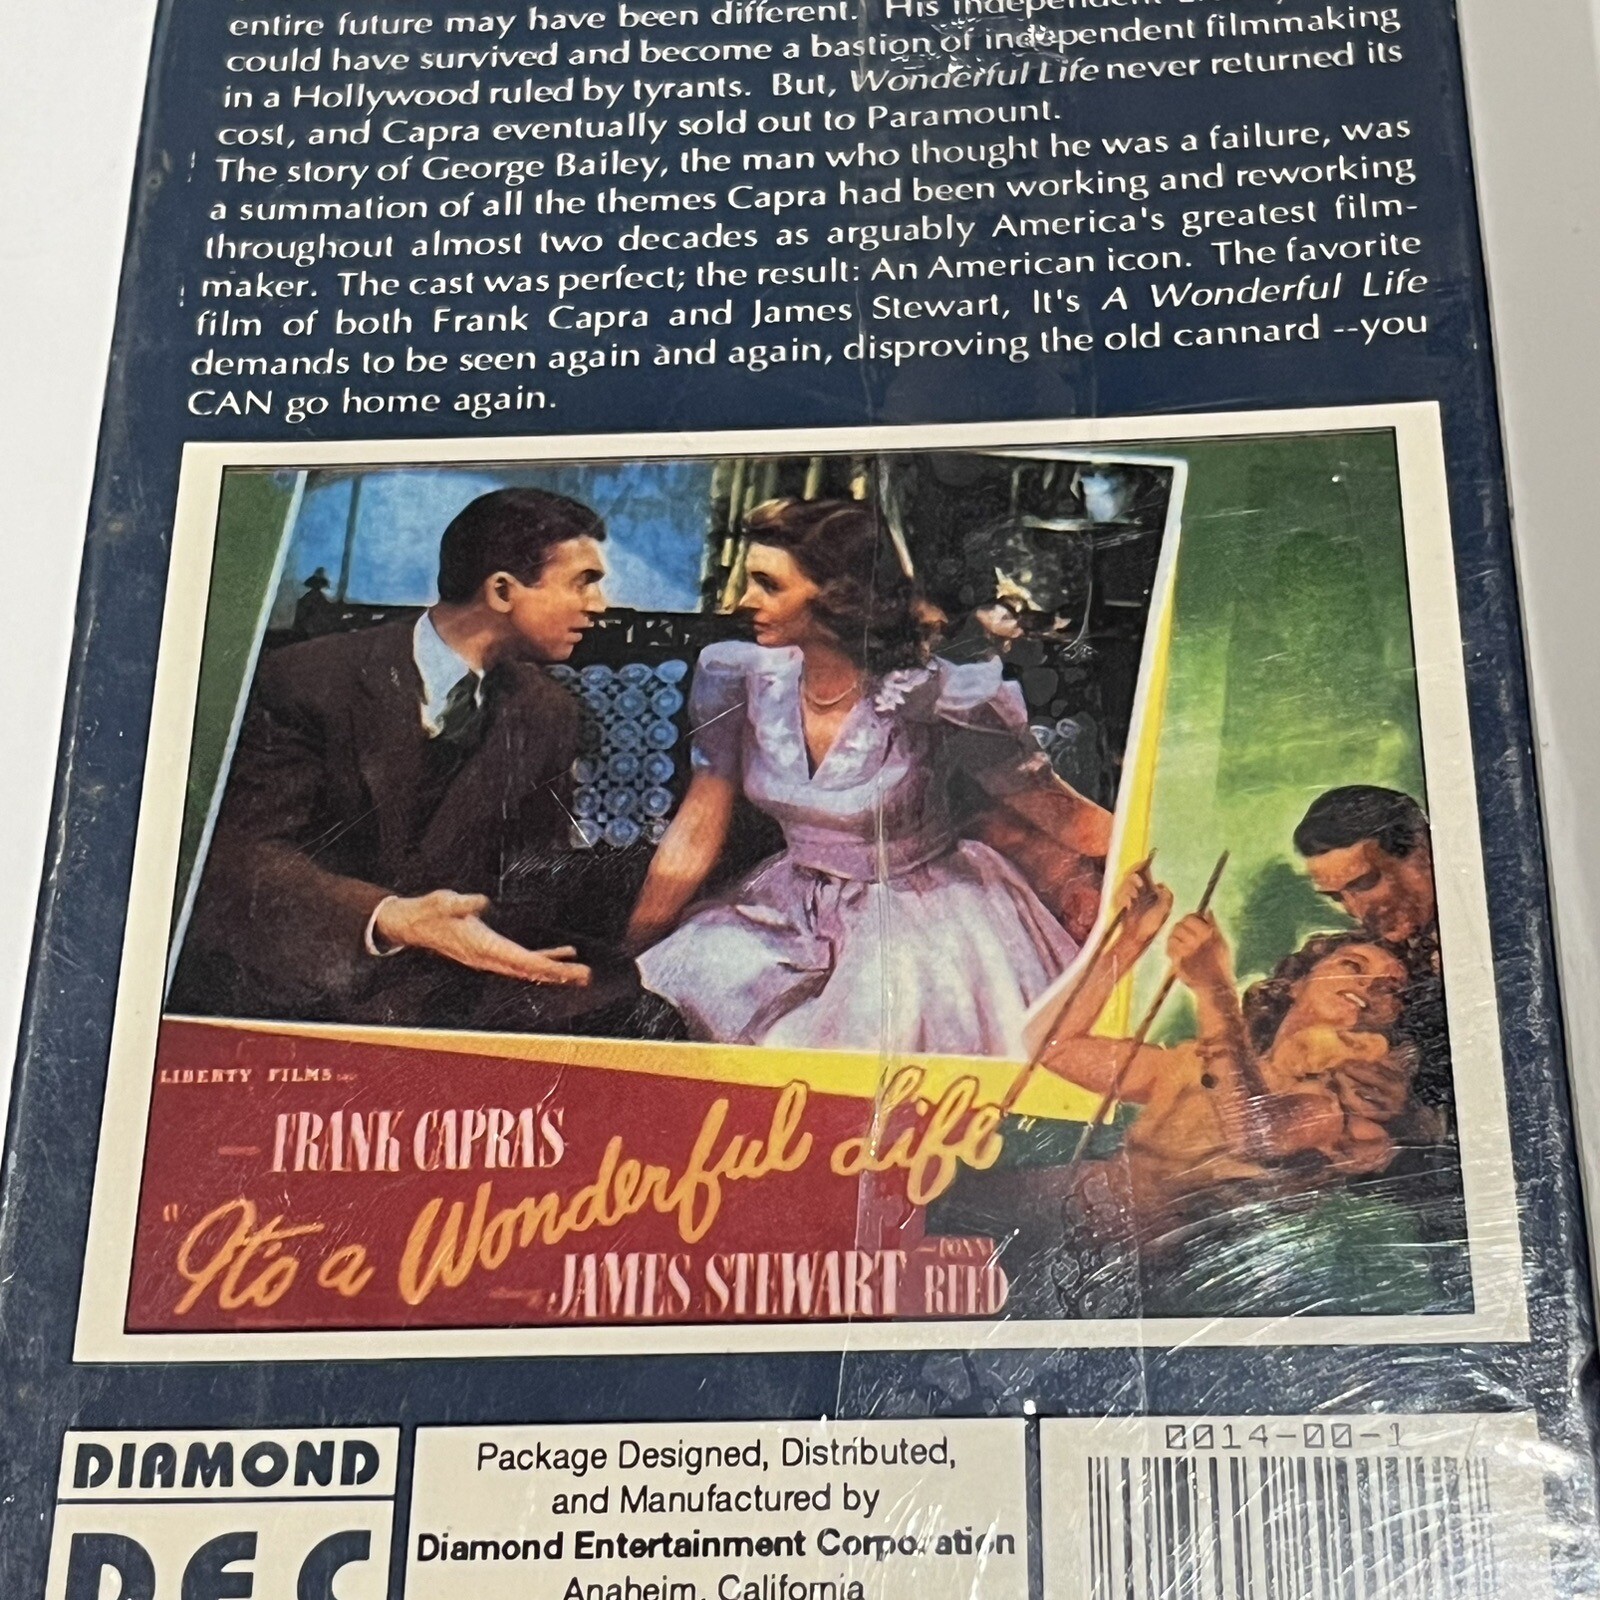 entire future may have been different. His independent
could have survived and become a bastion of independent filmmaking
in a Hollywood ruled by tyrants. But, Wonderful Life never returned its
cost, and Capra eventually sold out to Paramount.
The story of George Bailey, the man who thought he was a failure, was
a summation of all the themes Capra had been working and reworking
throughout almost two decades as arguably America's greatest film-
maker. The cast was perfect; the result: An American icon. The favorite
film of both Frank Capra and James Stewart, It's A Wonderful Life
demands to be seen again and again, disproving the old cannard --you
CAN go home again.
LIBERTY FILMS
FRANK CAPRA'S
"It's a Wonderful Life"
JAMES STEWART DONNA REED
DIAMOND
DEC
Package Designed, Distributed,
and Manufactured by
Diamond Entertainment Corporation
Anaheim, California
0014-00-1